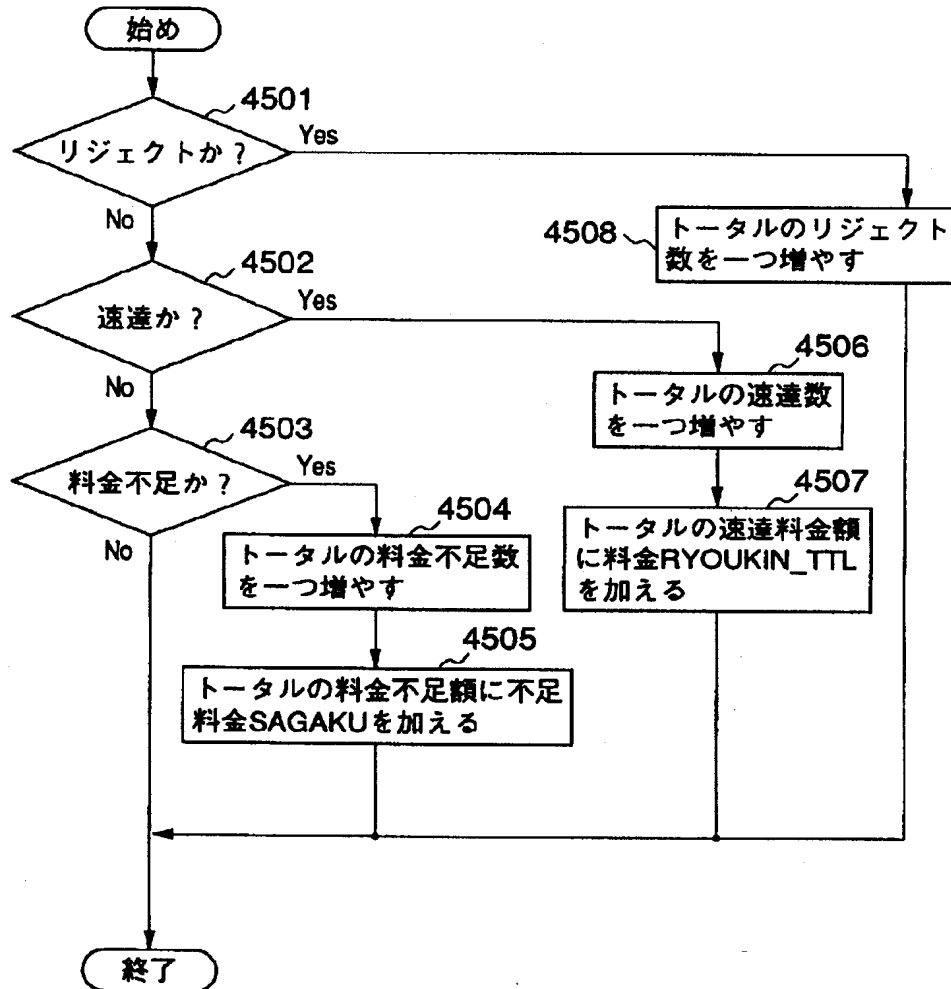 始め
4501
リジェクトか?
Yes
No
4508
トータルのリジェクト
数を一つ増やす
4502
速達か?
Yes
No
4506
トータルの速達数
を一つ増やす
4503
料金不足か?
Yes
No
4507
トータルの速達料金額
に料金RYOUKIN_TTL
を加える
4504
トータルの料金不足数
を一つ増やす
4505
トータルの料金不足額に不足
料金SAGAKUを加える
終了